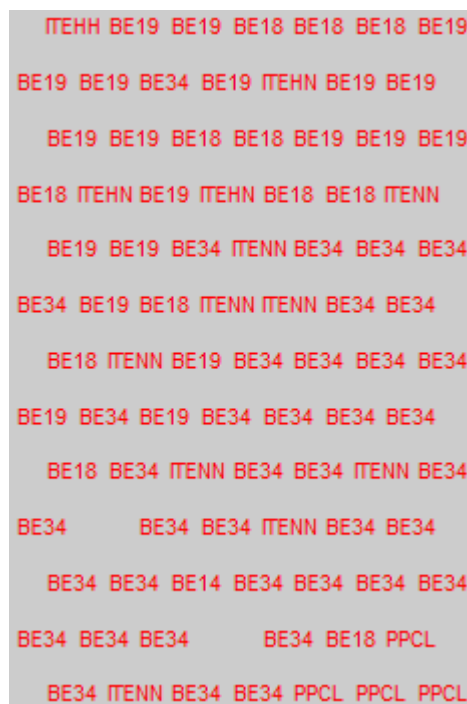 ITEHH BE19 BE19 BE18 BE18 BE18 BE19
BE19 BE19 BE34 BE19 ITEHN BE19 BE19
BE19 BE19 BE18 BE18 BE19 BE19 BE19
BE18 ITEHN BE19 ITEHN BE18 BE18 ITENN
BE19 BE19 BE34 ITENN BE34 BE34 BE34
BE34 BE19 BE18 ITENN ITENN BE34 BE34
BE18 ITENN BE19 BE34 BE34 BE34 BE34
BE19 BE34 BE19 BE34 BE34 BE34 BE34
BE18 BE34 ITENN BE34 BE34 ITENN BE34
BE34 BE34 BE34 ITENN BE34 BE34
BE34 BE34 BE14 BE34 BE34 BE34 BE34
BE34 BE34 BE34 BE34 BE18 PPCL
BE34 ITENN BE34 BE34 PPCL PPCL PPCL